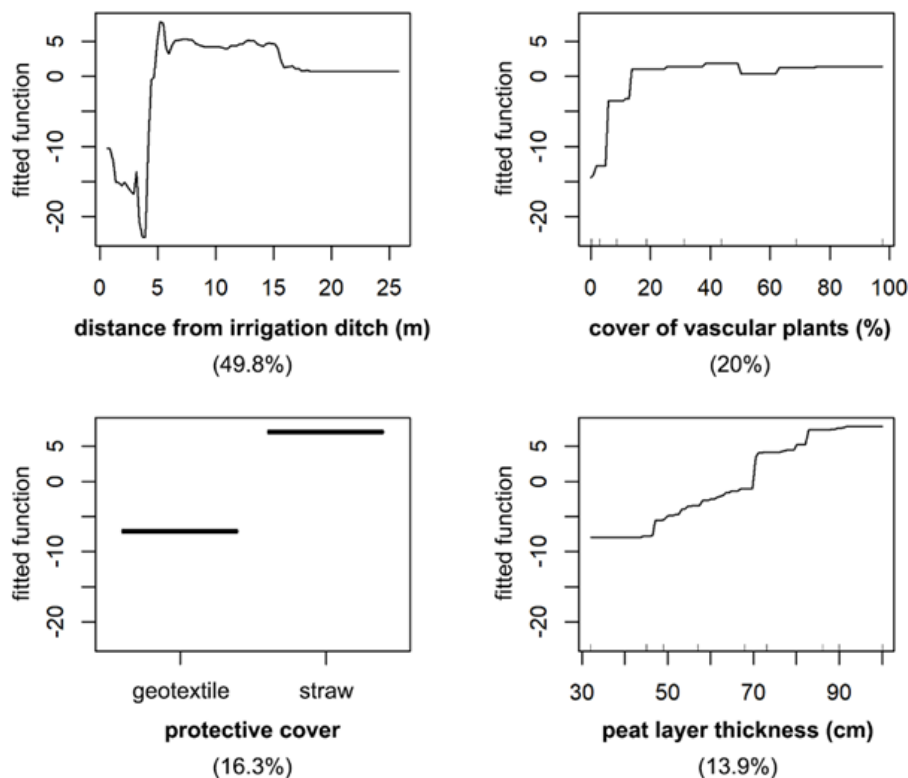 fitted function
5
0
-10
-20
0 5 10 15 20 25
distance from irrigation ditch (m)
(49.8%)
fitted function
5
0
-10
-20
0 20 40 60 80 100
cover of vascular plants (%)
(20%)
fitted function
5
0
-10
-20
geotextile straw
protective cover
(16.3%)
fitted function
5
0
-10
-20
30 50 70 90
peat layer thickness (cm)
(13.9%)